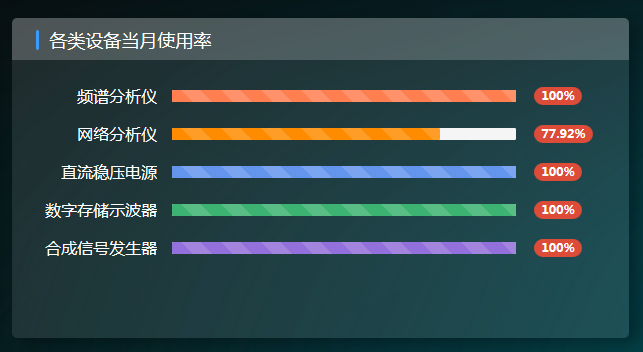 各类设备当月使用率
频谱分析仪 100%
网络分析仪 77.92%
直流稳压电源 100%
数字存储示波器 100%
合成信号发生器 100%